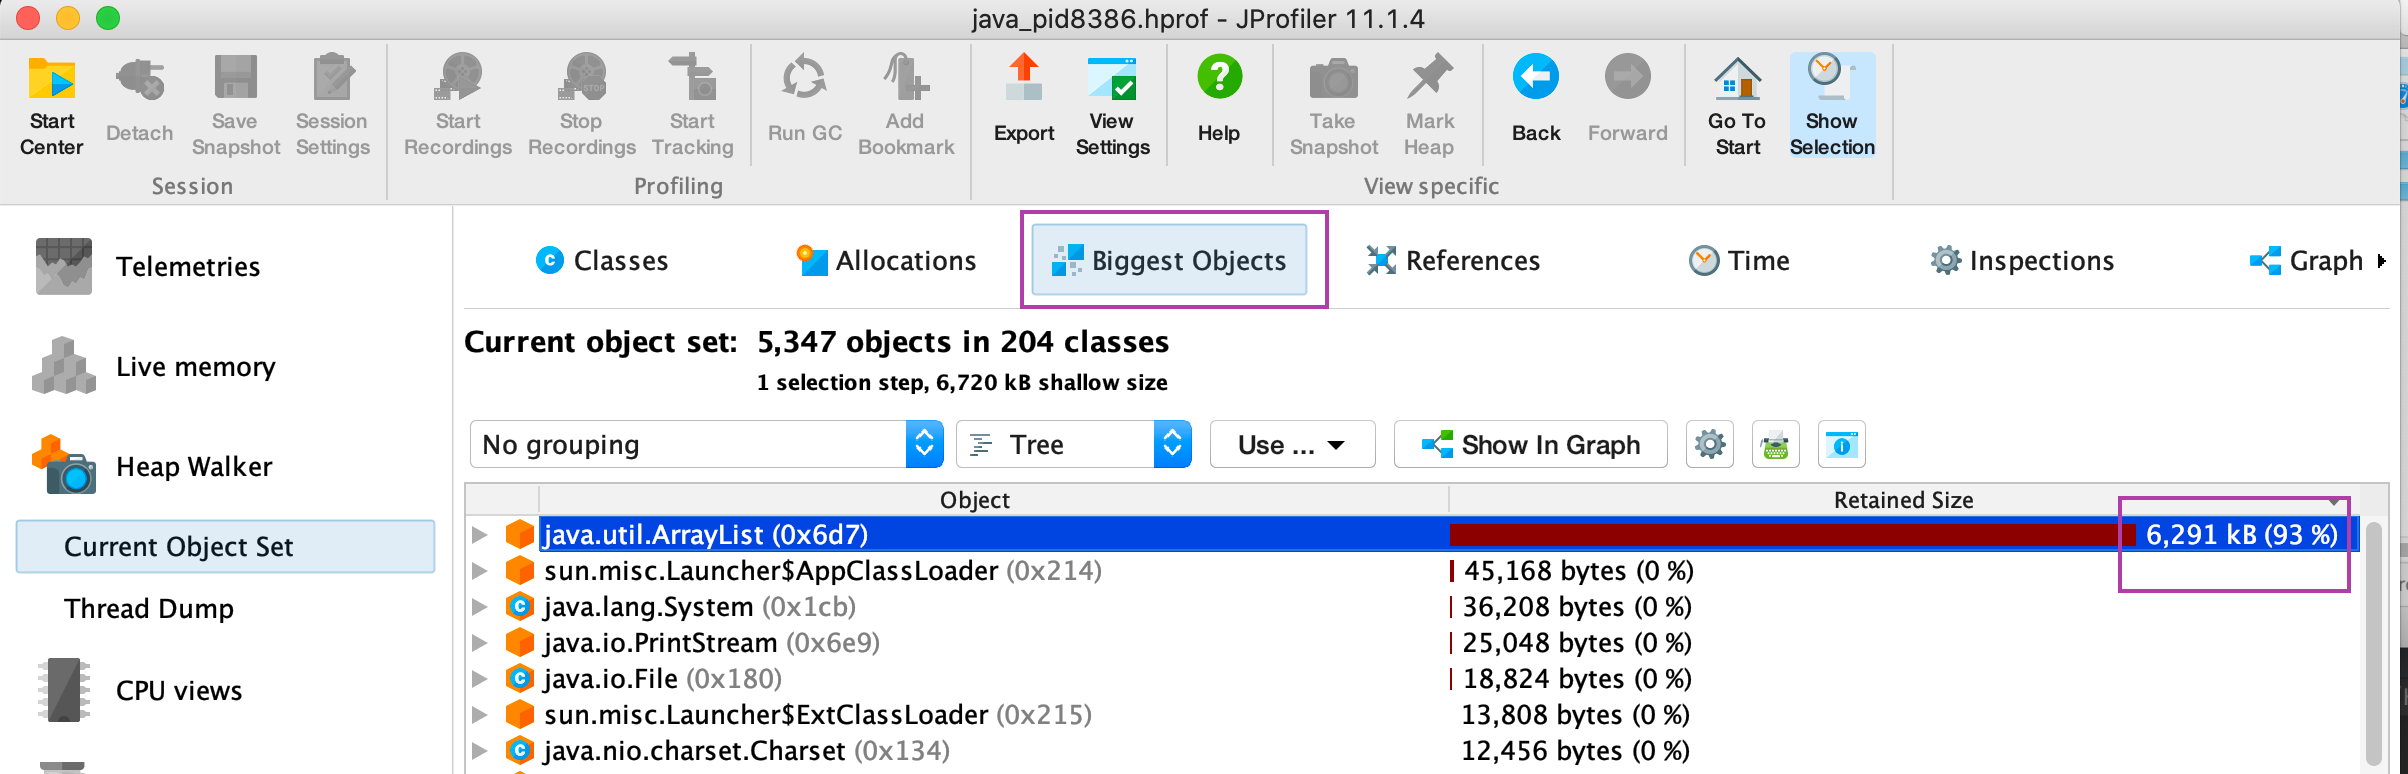 java_pid8386.hprof - JProfiler 11.1.4
Start Center
Detach
Save Snapshot
Session Settings
Start Recordings
Stop Recordings
Start Tracking
Run GC
Add Bookmark
Export
View Settings
Help
Take Snapshot
Mark Heap
Back
Forward
Go To Start
Show Selection
Session
Profiling
View specific
Telemetries
Live memory
Heap Walker
Current Object Set
Thread Dump
CPU views
Classes
Allocations
Biggest Objects
References
Time
Inspections
Graph
Current object set: 5,347 objects in 204 classes
1 selection step, 6,720 kB shallow size
No grouping
Tree
Use ...
Show In Graph
Object Retained Size
java.util.ArrayList (0x6d7) 6,291 kB (93 %)
sun.misc.Launcher$AppClassLoader (0x214) 45,168 bytes (0 %)
java.lang.System (0x1cb) 36,208 bytes (0 %)
java.io.PrintStream (0x6e9) 25,048 bytes (0 %)
java.io.File (0x180) 18,824 bytes (0 %)
sun.misc.Launcher$ExtClassLoader (0x215) 13,808 bytes (0 %)
java.nio.charset.Charset (0x134) 12,456 bytes (0 %)